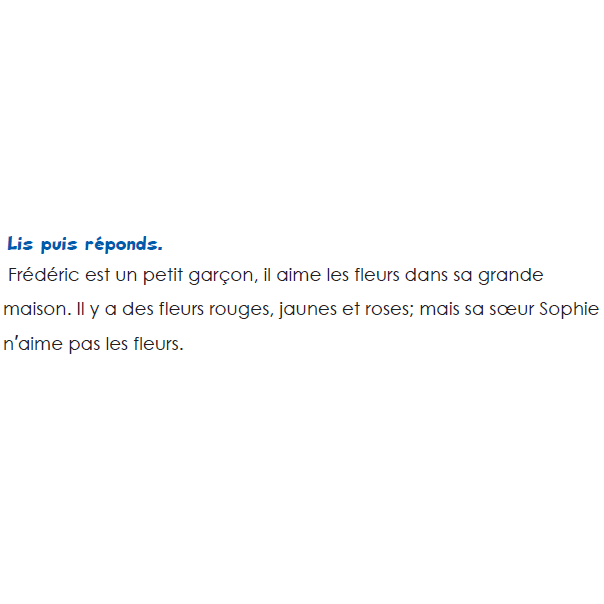 Lis puis réponds.
Frédéric est un petit garçon, il aime les fleurs dans sa grande
maison. Il y a des fleurs rouges, jaunes et roses; mais sa sœur Sophie
n'aime pas les fleurs.